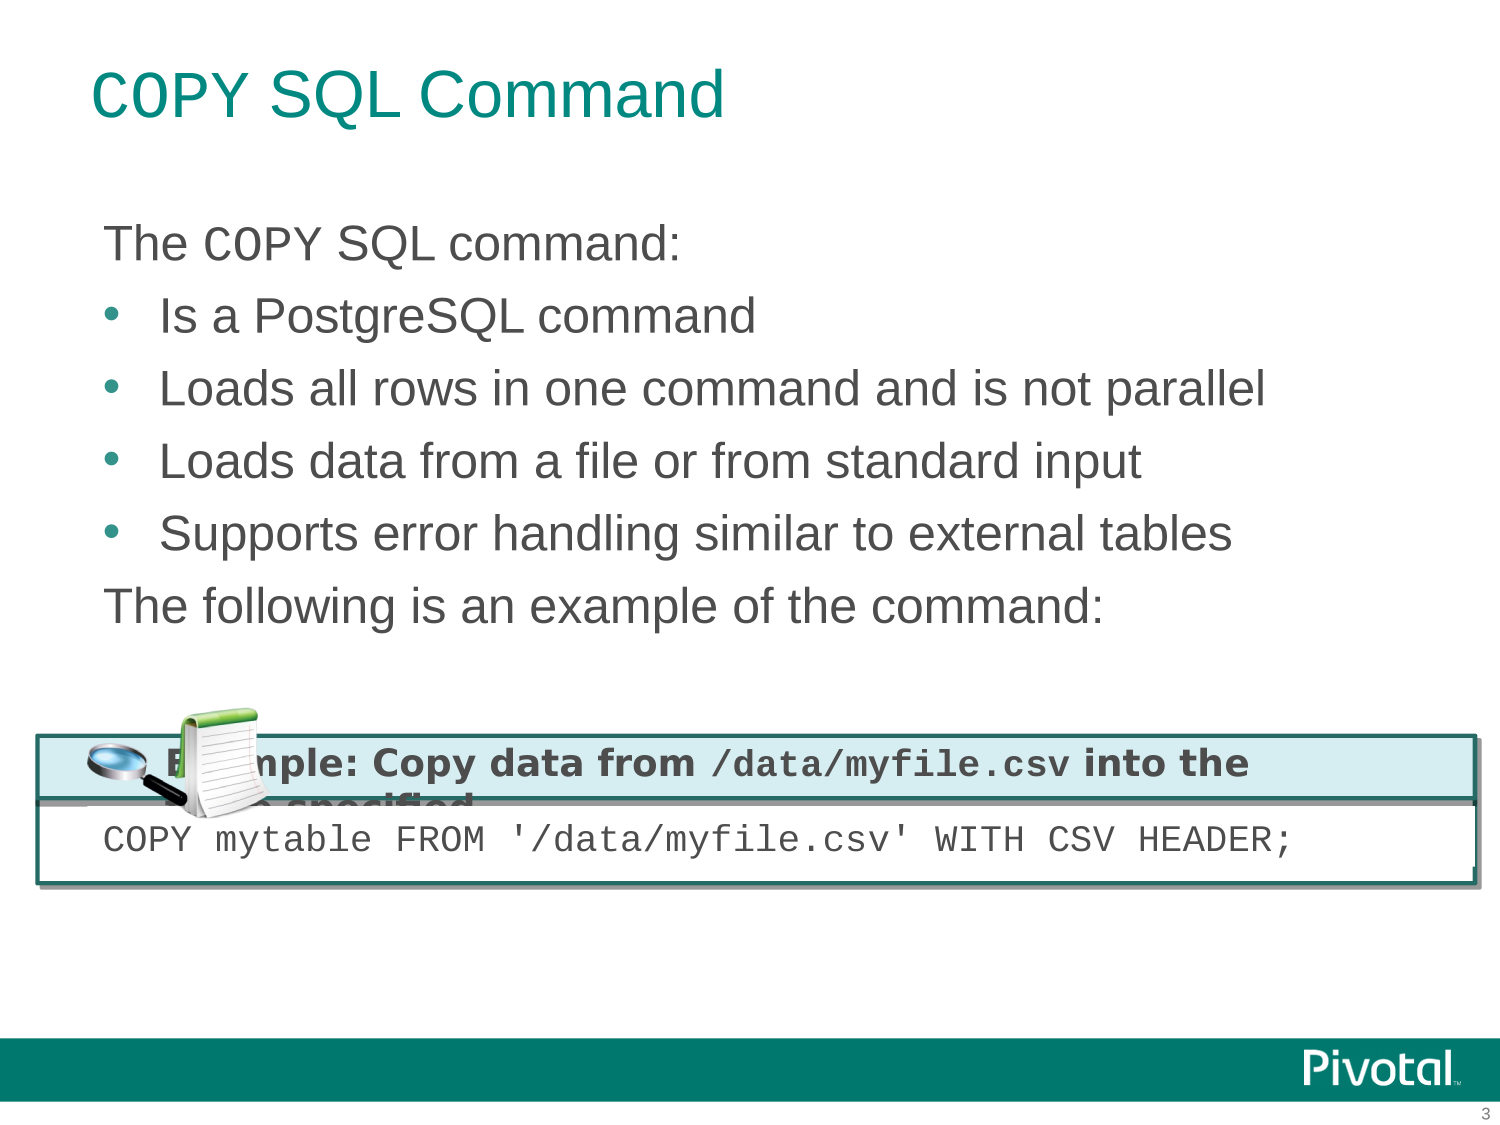 COPY SQL Command
The COPY SQL command:
• Is a PostgreSQL command
• Loads all rows in one command and is not parallel
• Loads data from a file or from standard input
• Supports error handling similar to external tables
The following is an example of the command:
Copy data from /data/myfile.csv into the
specified
COPY mytable FROM '/data/myfile.csv' WITH CSV HEADER;
Pivotal™
3